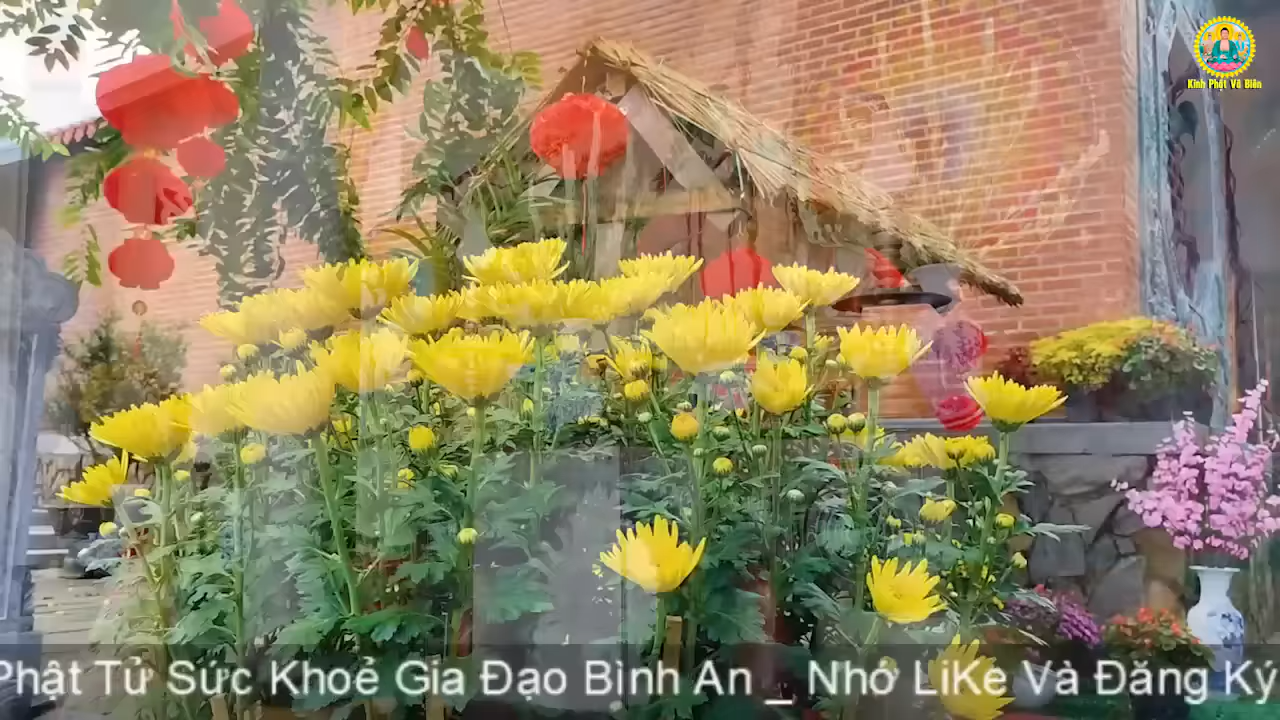 Kinh Phật Vô Biên
Phật Tử Sức Khoẻ Gia Đạo Bình An _ Nhớ LiKe Và Đăng Ký